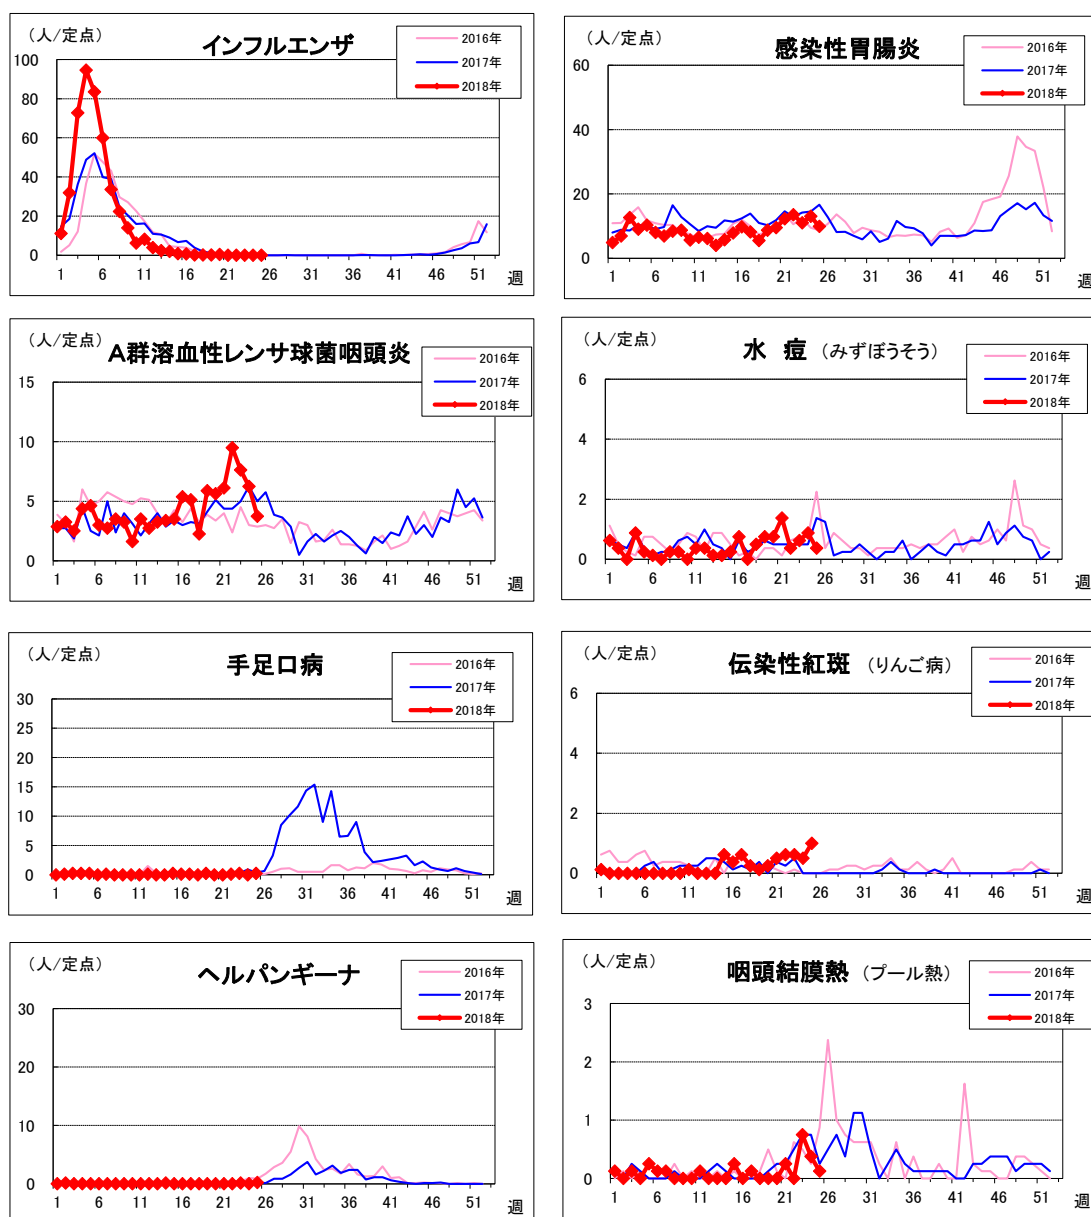 (人/定点)
インフルエンザ
2016年
2017年
2018年
100
80
60
40
20
0
1 6 11 16 21 26 31 36 41 46 51 週
(人/定点)
感染性胃腸炎
2016年
2017年
2018年
60
40
20
0
1 6 11 16 21 26 31 36 41 46 51 週
(人/定点)
A群溶血性レンサ球菌咽頭炎
2016年
2017年
2018年
15
10
5
0
1 6 11 16 21 26 31 36 41 46 51 週
(人/定点)
水 痘 (みずぼうそう)
2016年
2017年
2018年
6
4
2
0
1 6 11 16 21 26 31 36 41 46 51 週
(人/定点)
手足口病
2016年
2017年
2018年
30
25
20
15
10
5
0
1 6 11 16 21 26 31 36 41 46 51 週
(人/定点)
伝染性紅斑 (りんご病)
2016年
2017年
2018年
6
4
2
0
1 6 11 16 21 26 31 36 41 46 51 週
(人/定点)
ヘルパンギーナ
2016年
2017年
2018年
30
20
10
0
1 6 11 16 21 26 31 36 41 46 51 週
(人/定点)
咽頭結膜熱 (プール熱)
2016年
2017年
2018年
3
2
1
0
1 6 11 16 21 26 31 36 41 46 51 週